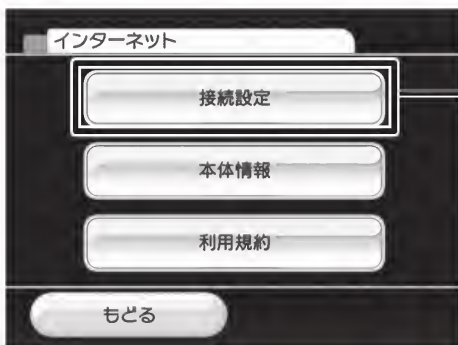 インターネット
接続設定
本体情報
利用規約
もどる